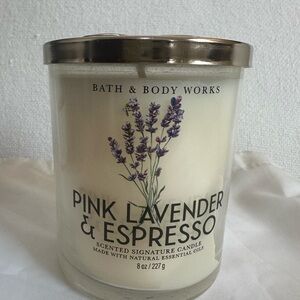 BATH & BODY WORKS
PINK LAVENDER
& ESPRESSO
SCENTED SIGNATURE CANDLE
MADE WITH NATURAL ESSENTIAL OILS
8 oz / 227 g